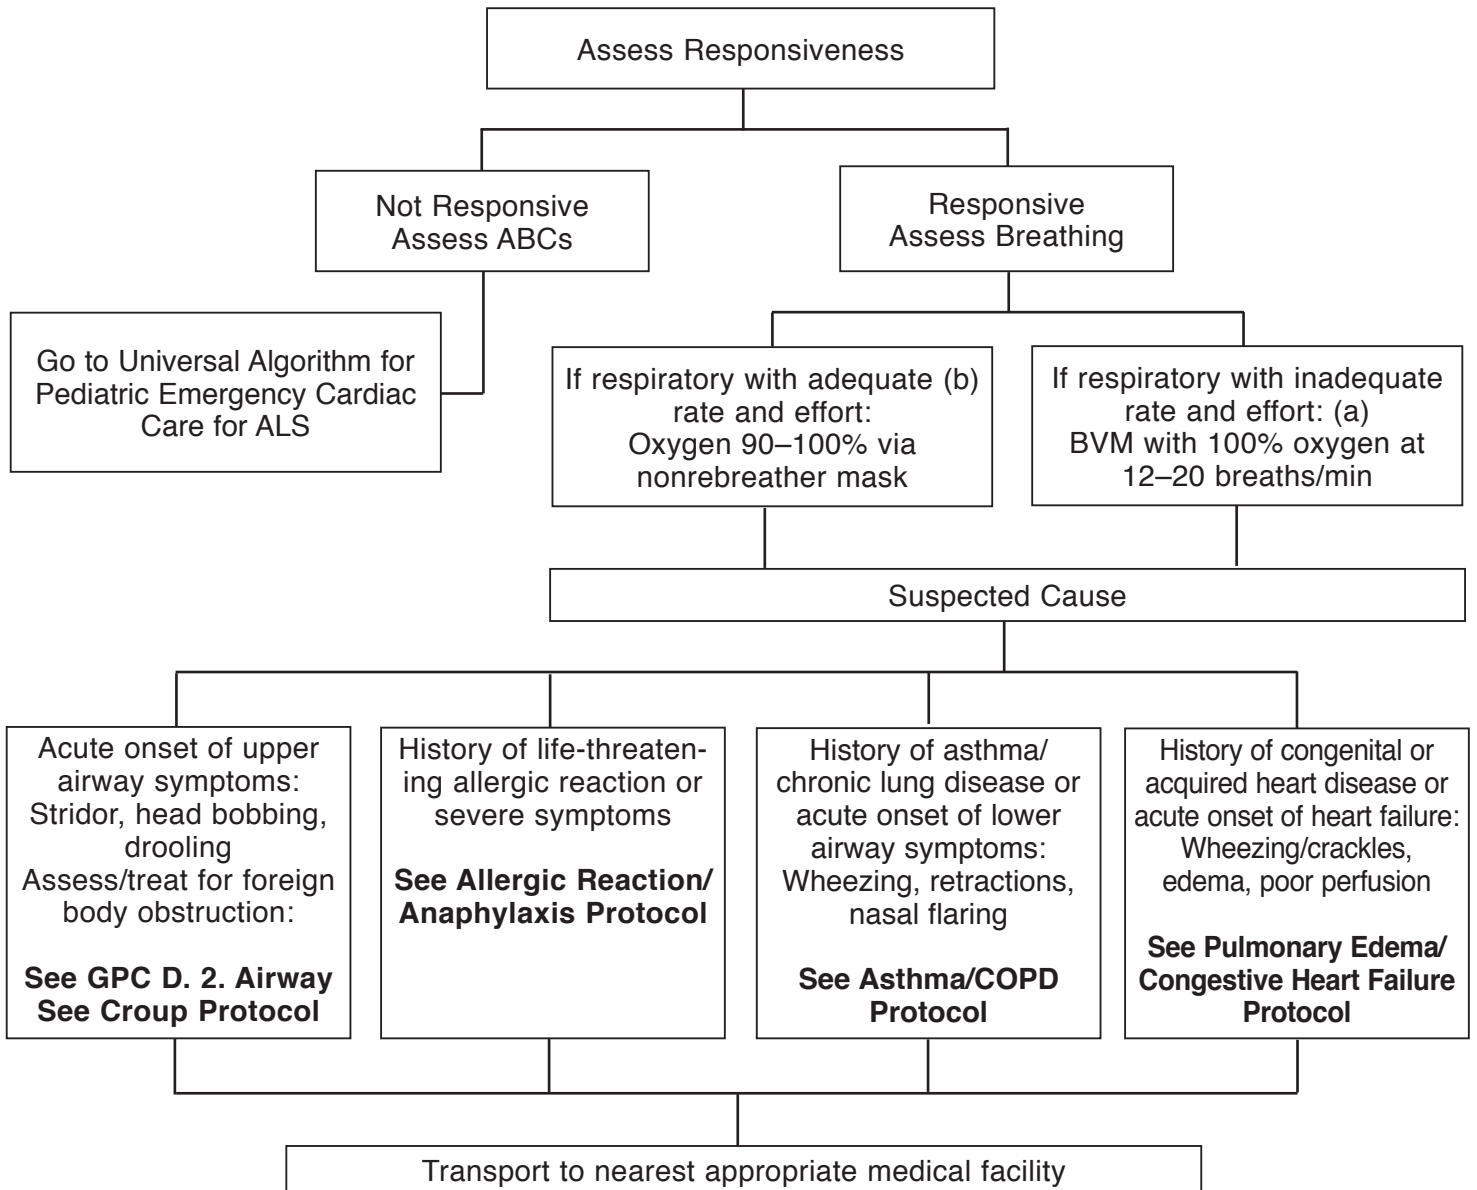 Assess Responsiveness
Not Responsive
Assess ABCs
Responsive
Assess Breathing
Go to Universal Algorithm for
Pediatric Emergency Cardiac
Care for ALS
If respiratory with adequate (b)
rate and effort:
Oxygen 90–100% via
nonrebreather mask
If respiratory with inadequate
rate and effort: (a)
BVM with 100% oxygen at
12–20 breaths/min
Suspected Cause
Acute onset of upper
airway symptoms:
Stridor, head bobbing,
drooling
Assess/treat for foreign
body obstruction:
See GPC D. 2. Airway
See Croup Protocol
History of life-threaten-
ing allergic reaction or
severe symptoms
See Allergic Reaction/
Anaphylaxis Protocol
History of asthma/
chronic lung disease or
acute onset of lower
airway symptoms:
Wheezing, retractions,
nasal flaring
See Asthma/COPD
Protocol
History of congenital or
acquired heart disease or
acute onset of heart failure:
Wheezing/crackles,
edema, poor perfusion
See Pulmonary Edema/
Congestive Heart Failure
Protocol
Transport to nearest appropriate medical facility